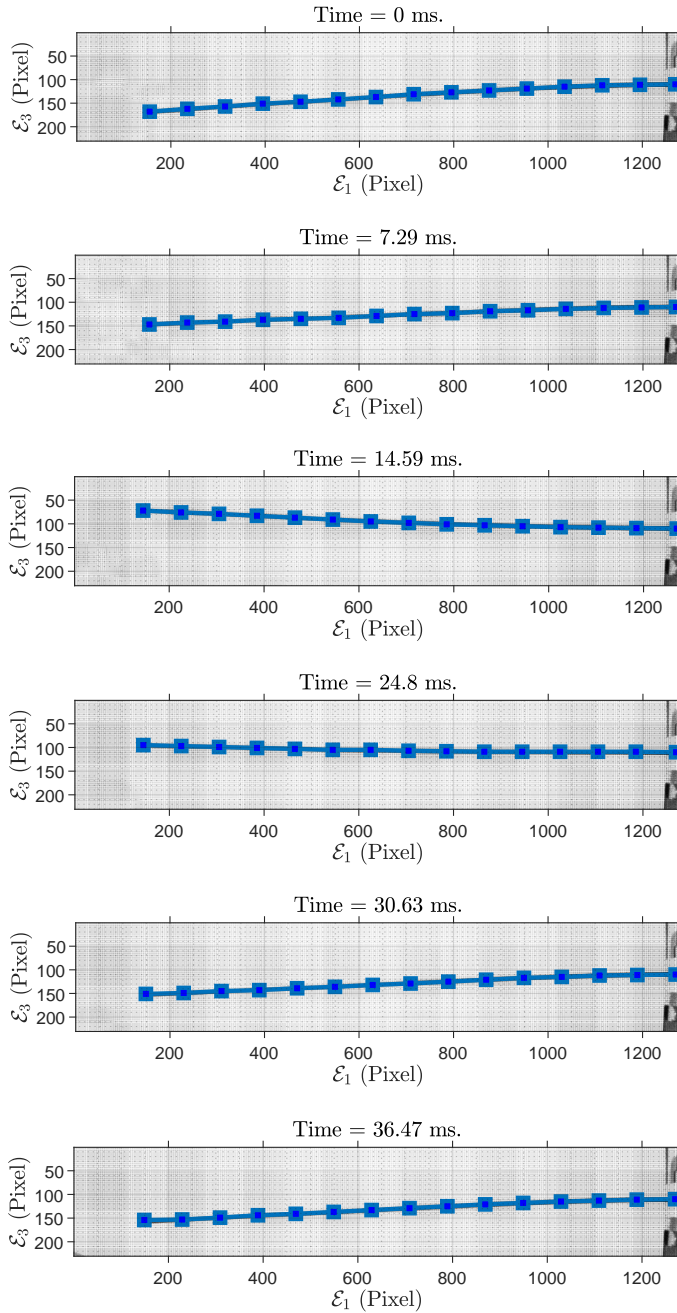 Time = 0 ms.
50
100
150
200
ℰ₃ (Pixel)
200 400 600 800 1000 1200
ℰ₁ (Pixel)
Time = 7.29 ms.
50
100
150
200
ℰ₃ (Pixel)
200 400 600 800 1000 1200
ℰ₁ (Pixel)
Time = 14.59 ms.
50
100
150
200
ℰ₃ (Pixel)
200 400 600 800 1000 1200
ℰ₁ (Pixel)
Time = 24.8 ms.
50
100
150
200
ℰ₃ (Pixel)
200 400 600 800 1000 1200
ℰ₁ (Pixel)
Time = 30.63 ms.
50
100
150
200
ℰ₃ (Pixel)
200 400 600 800 1000 1200
ℰ₁ (Pixel)
Time = 36.47 ms.
50
100
150
200
ℰ₃ (Pixel)
200 400 600 800 1000 1200
ℰ₁ (Pixel)